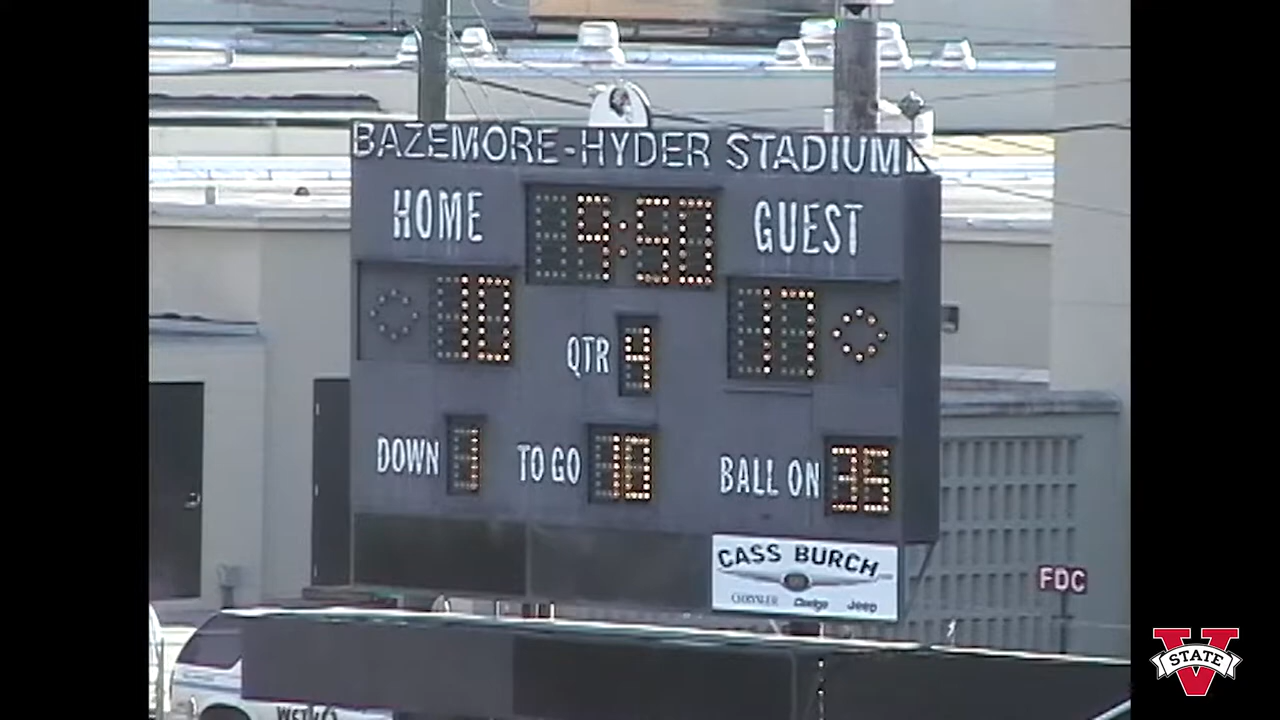 BAZEMORE-HYDER STADIUM
HOME 9:50 GUEST
10 QTR 4 17
DOWN 1 TO GO 10 BALL ON 35
CASS BURCH
CHRYSLER Dodge Jeep
FDC
V STATE